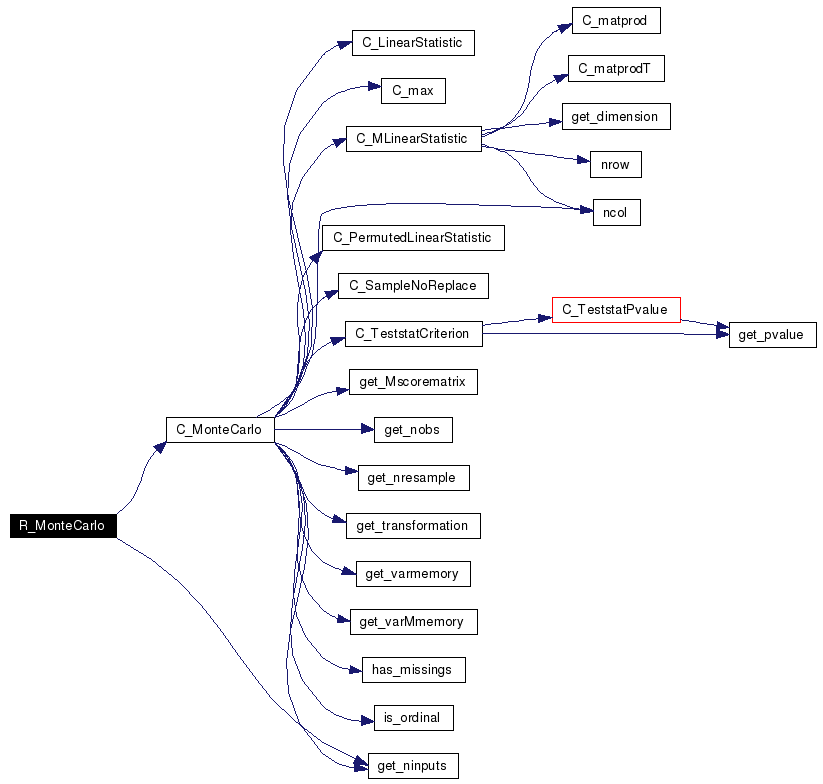 C_matprod
C_LinearStatistic
C_matprodT
C_max
get_dimension
C_MLinearStatistic
nrow
ncol
C_PermutedLinearStatistic
C_SampleNoReplace
C_TeststatPvalue
C_TeststatCriterion
get_pvalue
get_Mscorematrix
C_MonteCarlo
get_nobs
get_nresample
R_MonteCarlo
get_transformation
get_varmemory
get_varMmemory
has_missings
is_ordinal
get_ninputs